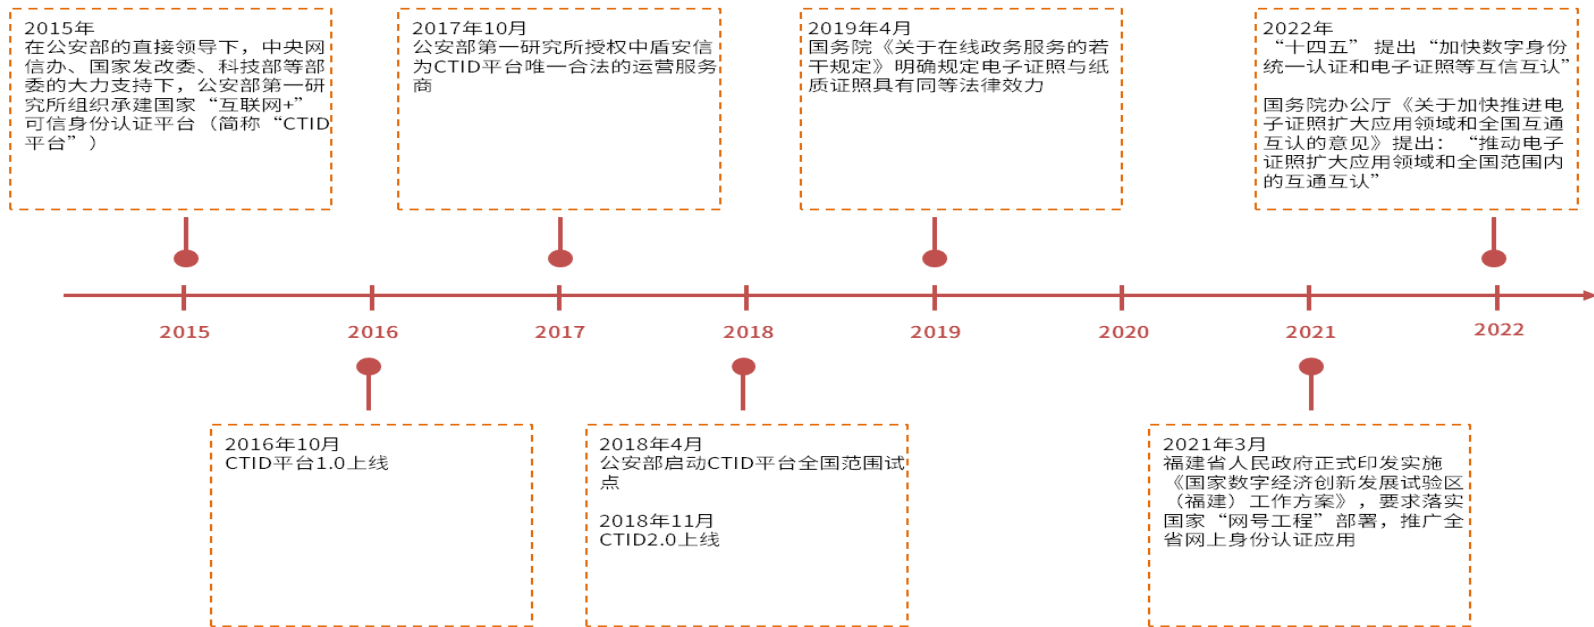 2015年
在公安部的直接领导下，中央网
信办、国家发改委、科技部等部
委的大力支持下，公安部第一研
究所组织承建国家“互联网+”
可信身份认证平台（简称“CTID
平台”）
2017年10月
公安部第一研究所授权中盾安信
为CTID平台唯一合法的运营服务
商
2019年4月
国务院《关于在线政务服务的若
干规定》明确规定电子证照与纸
质证照具有同等法律效力
2022年
“十四五” 提出“加快数字身份
统一认证和电子证照等互信互认”
国务院办公厅《关于加快推进电
子证照扩大应用领域和全国互通
互认的意见》提出：“推动电子
证照扩大应用领域和全国范围内
的互通互认”
2015
2016
2017
2018
2019
2020
2021
2022
2016年10月
CTID平台1.0上线
2018年4月
公安部启动CTID平台全国范围试
点
2018年11月
CTID2.0上线
2021年3月
福建省人民政府正式印发实施
《国家数字经济创新发展试验区
（福建）工作方案》，要求落实
国家“网号工程”部署，推广全
省网上身份认证应用